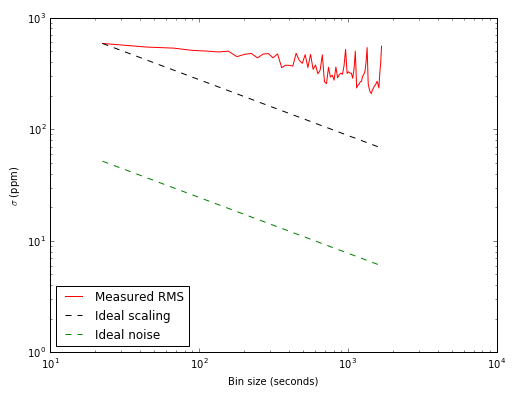 10³
10²
10¹
10⁰
σ (ppm)
Measured RMS
Ideal scaling
Ideal noise
10¹ 10² 10³ 10⁴
Bin size (seconds)